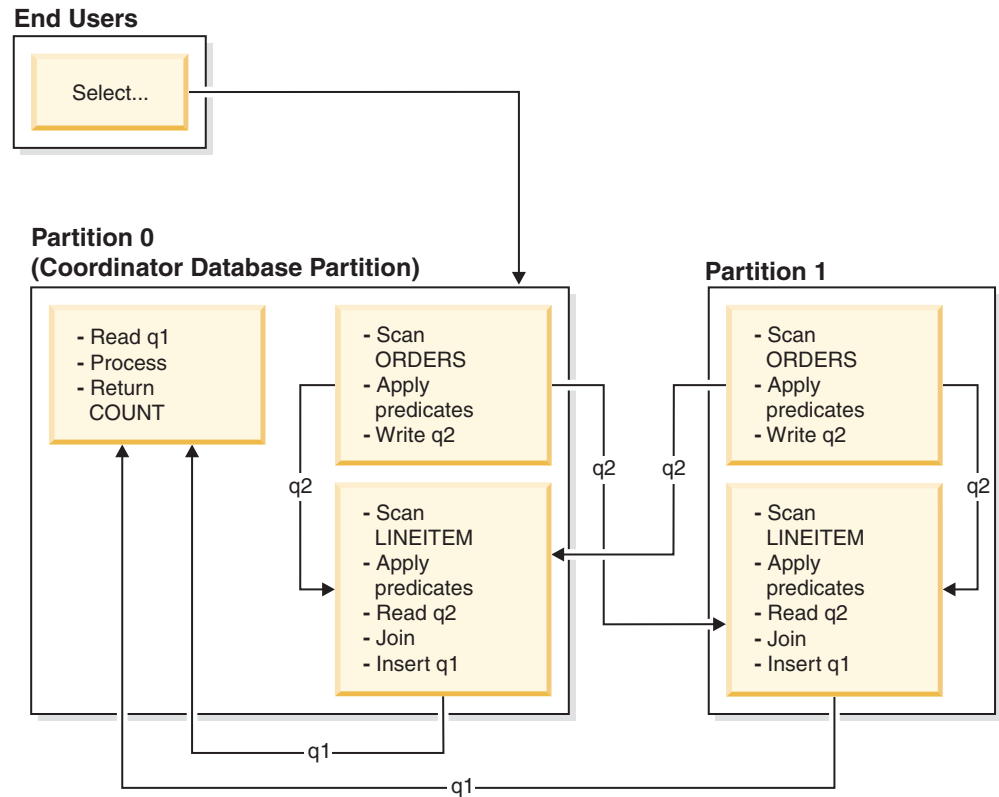 End Users
Select...
Partition 0
(Coordinator Database Partition)
- Read q1
- Process
- Return
COUNT
- Scan
ORDERS
- Apply
predicates
- Write q2
q2
- Scan
LINEITEM
- Apply
predicates
- Read q2
- Join
- Insert q1
q2
q2
Partition 1
- Scan
ORDERS
- Apply
predicates
- Write q2
q2
- Scan
LINEITEM
- Apply
predicates
- Read q2
- Join
- Insert q1
q1
q1